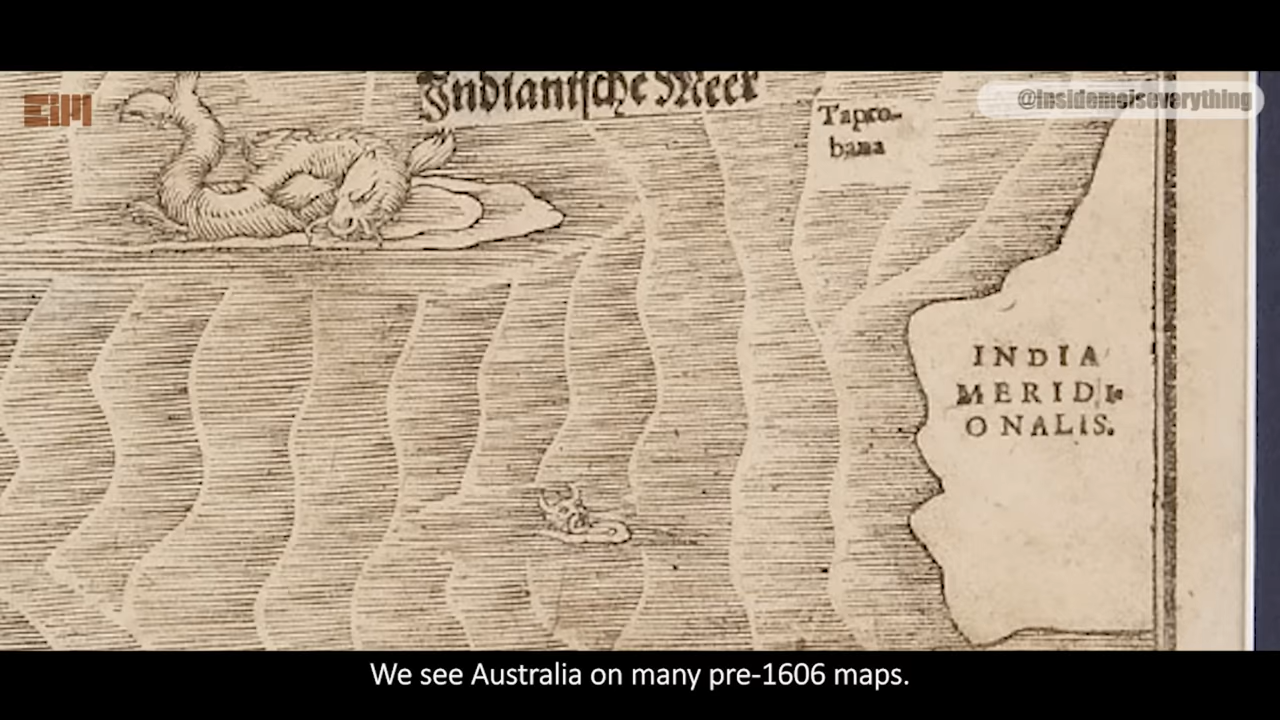 Indianische Meer
@insidemeiseverything
Tapro-
bana
INDIA
MERIDI-
ONALIS.
We see Australia on many pre-1606 maps.